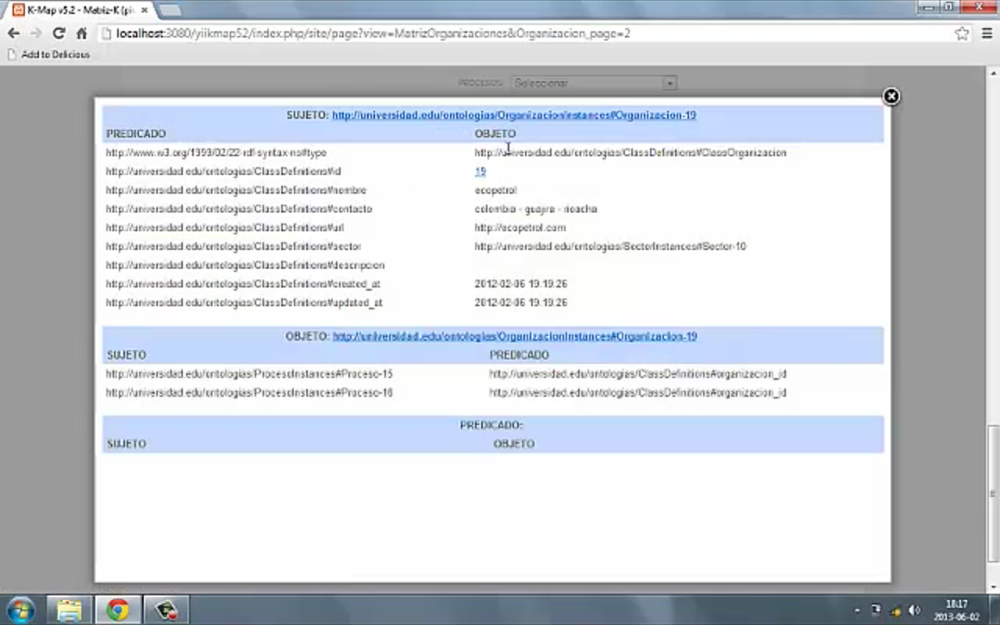 K-Map v5.2 - Matriz-K (pi
localhost:3080/yiikmap52/index.php/site/page?view=MatrizOrganizaciones&Organizacion_page=2
Add to Delicious
PROCESOS: Seleccionar
SUJETO: http://universidad.edu/ontologias/OrganizacionInstances#Organizacion-19
PREDICADO OBJETO
http://www.w3.org/1999/02/22-rdf-syntax-ns#type http://universidad.edu/ontologias/ClassDefinitions#ClassOrganizacion
http://universidad.edu/ontologias/ClassDefinitions#id 19
http://universidad.edu/ontologias/ClassDefinitions#nombre ecopetrol
http://universidad.edu/ontologias/ClassDefinitions#contacto colombia - guajira - rioacha
http://universidad.edu/ontologias/ClassDefinitions#url http://ecopetrol.com
http://universidad.edu/ontologias/ClassDefinitions#sector http://universidad.edu/ontologias/SectorInstances#Sector-10
http://universidad.edu/ontologias/ClassDefinitions#descripcion
http://universidad.edu/ontologias/ClassDefinitions#created_at 2012-02-06 19:19:26
http://universidad.edu/ontologias/ClassDefinitions#updated_at 2012-02-06 19:19:26
OBJETO: http://universidad.edu/ontologias/OrganizacionInstances#Organizacion-19
SUJETO PREDICADO
http://universidad.edu/ontologias/ProcesoInstances#Proceso-15 http://universidad.edu/ontologias/ClassDefinitions#organizacion_id
http://universidad.edu/ontologias/ProcesoInstances#Proceso-16 http://universidad.edu/ontologias/ClassDefinitions#organizacion_id
PREDICADO:
SUJETO OBJETO
18:17
2013-06-02